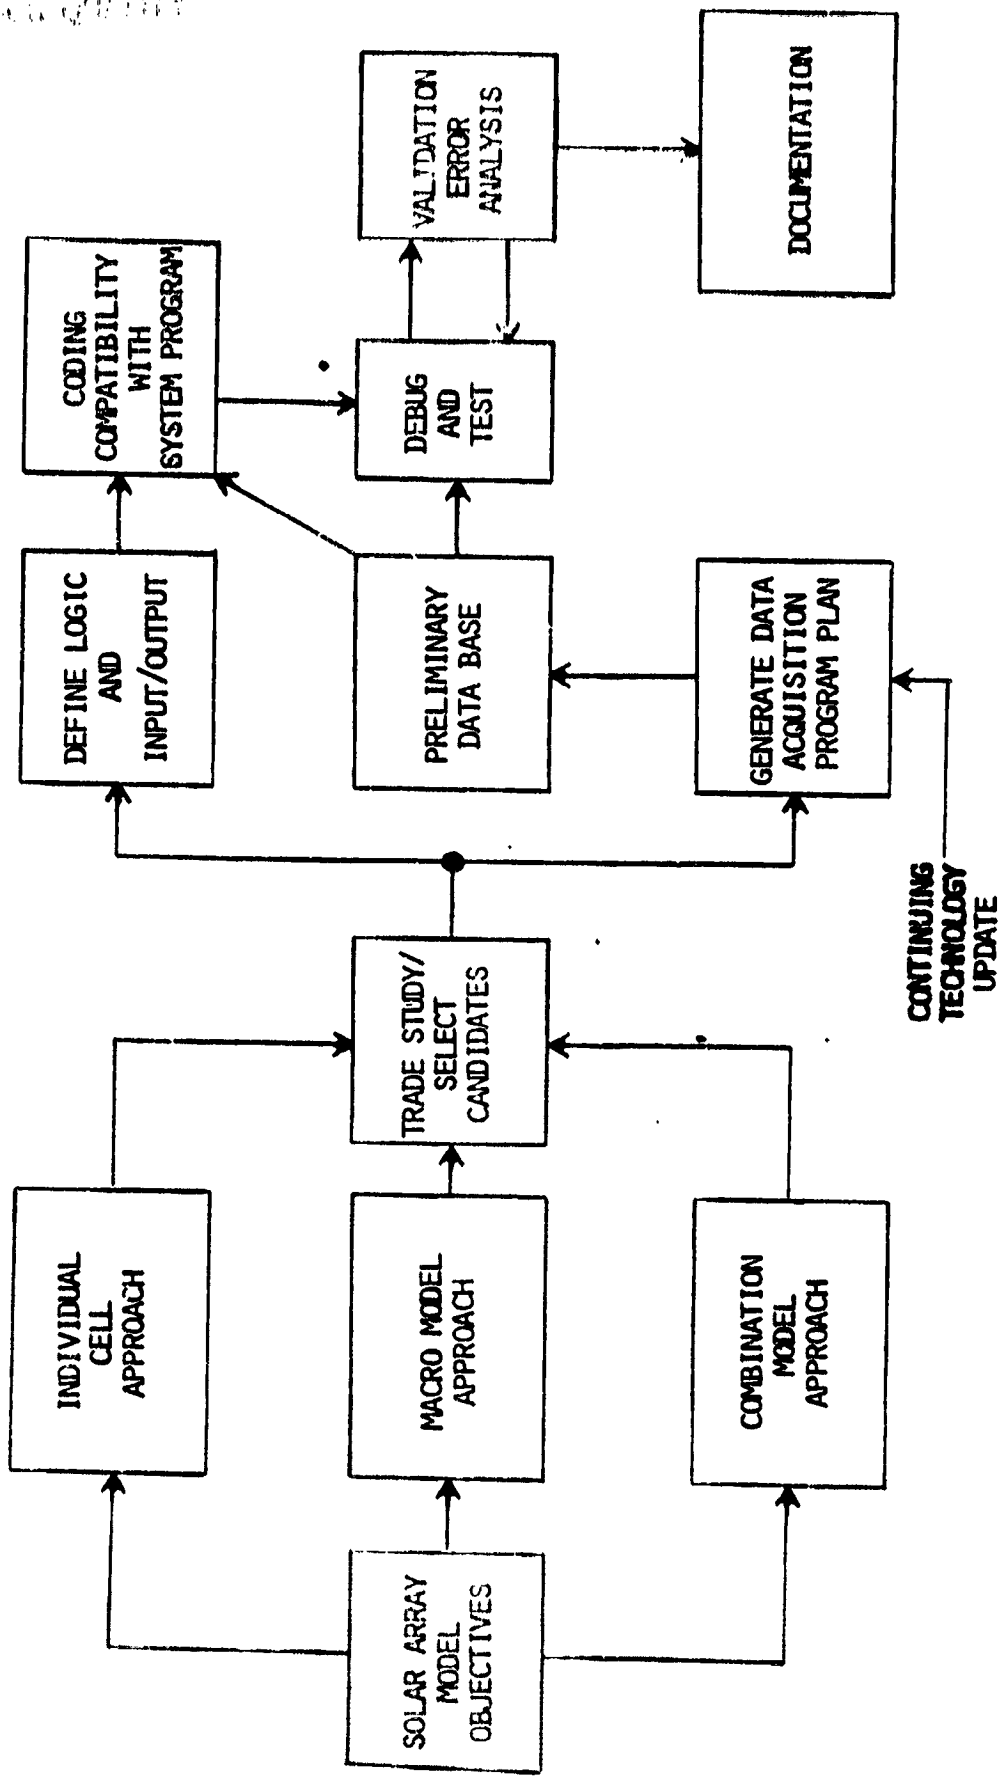 SOLAR ARRAY
MODEL
OBJECTIVES
INDIVIDUAL
CELL
APPROACH
MACRO MODEL
APPROACH
COMBINATION
MODEL
APPROACH
TRADE STUDY/
SELECT
CANDIDATES
DEFINE LOGIC
AND
INPUT/OUTPUT
PRELIMINARY
DATA BASE
GENERATE DATA
ACQUISITION
PROGRAM PLAN
CONTINUING
TECHNOLOGY
UPDATE
CODING
COMPATIBILITY
WITH
SYSTEM PROGRAM
DEBUG
AND
TEST
VALIDATION
ERROR
ANALYSIS
DOCUMENTATION